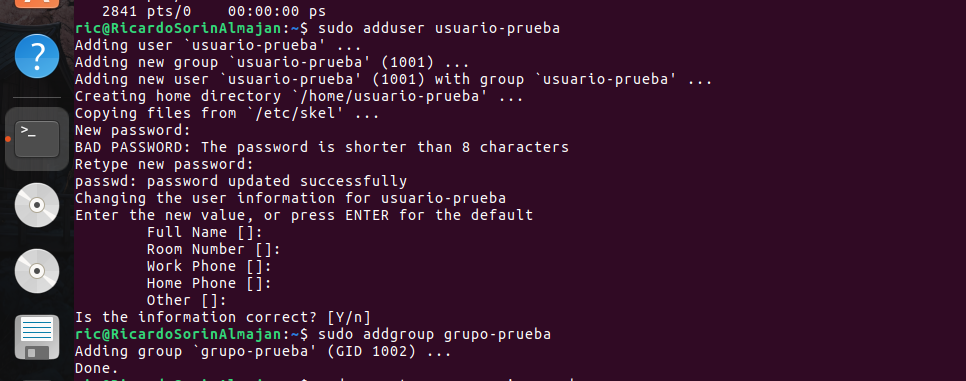 ?
>_
2841 pts/0    00:00:00 ps
ric@RicardoSorinAlmajan:~$ sudo adduser usuario-prueba
Adding user `usuario-prueba' ...
Adding new group `usuario-prueba' (1001) ...
Adding new user `usuario-prueba' (1001) with group `usuario-prueba' ...
Creating home directory `/home/usuario-prueba' ...
Copying files from `/etc/skel' ...
New password:
BAD PASSWORD: The password is shorter than 8 characters
Retype new password:
passwd: password updated successfully
Changing the user information for usuario-prueba
Enter the new value, or press ENTER for the default
        Full Name []:
        Room Number []:
        Work Phone []:
        Home Phone []:
        Other []:
Is the information correct? [Y/n]
ric@RicardoSorinAlmajan:~$ sudo addgroup grupo-prueba
Adding group `grupo-prueba' (GID 1002) ...
Done.